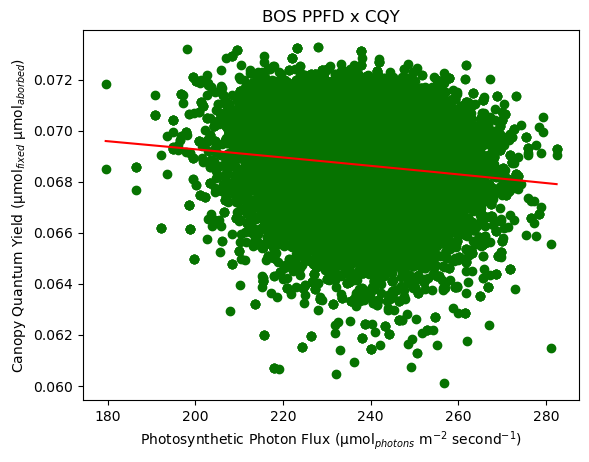 BOS PPFD x CQY
Canopy Quantum Yield (µmol_fixed µmol_aborbed)
0.072
0.070
0.068
0.066
0.064
0.062
0.060
180 200 220 240 260 280
Photosynthetic Photon Flux (µmol_photons m⁻² second⁻¹)